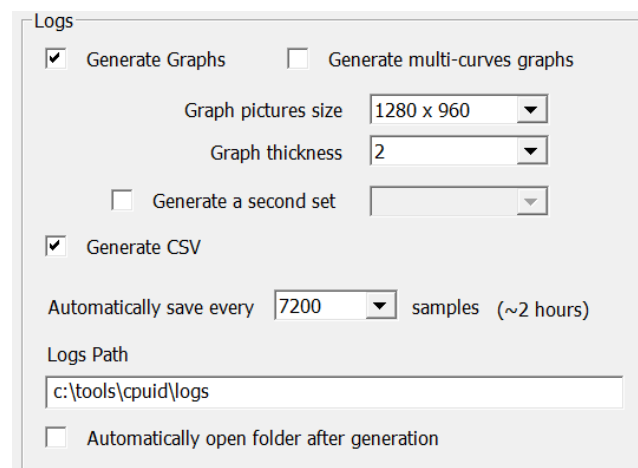 Logs
Generate Graphs Generate multi-curves graphs
Graph pictures size 1280 x 960
Graph thickness 2
Generate a second set
Generate CSV
Automatically save every 7200 samples (~2 hours)
Logs Path
c:\tools\cpuid\logs
Automatically open folder after generation